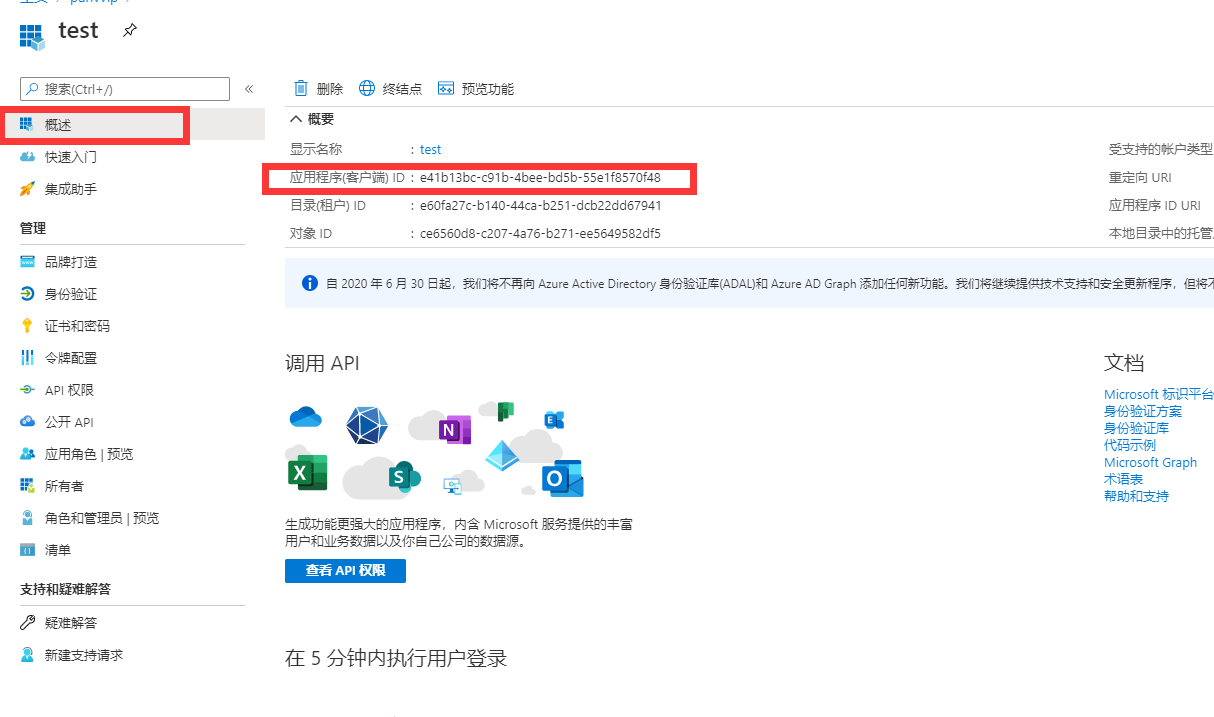 test
搜索(Ctrl+/)
«
概述
快速入门
集成助手
管理
品牌打造
身份验证
证书和密码
令牌配置
API 权限
公开 API
应用角色 | 预览
所有者
角色和管理员 | 预览
清单
支持和疑难解答
疑难解答
新建支持请求
删除 终结点 预览功能
概要
显示名称 : test
应用程序(客户端) ID : e41b13bc-c91b-4bee-bd5b-55e1f8570f48
目录(租户) ID : e60fa27c-b140-44ca-b251-dcb22dd67941
对象 ID : ce6560d8-c207-4a76-b271-ee5649582df5
受支持的帐户类型
重定向 URI
应用程序 ID URI
本地目录中的托管
自 2020 年 6 月 30 日起，我们将不再向 Azure Active Directory 身份验证库(ADAL)和 Azure AD Graph 添加任何新功能。我们将继续提供技术支持和安全更新程序，但将不
调用 API
N
E
X
S
O
生成功能更强大的应用程序，内含 Microsoft 服务提供的丰富
用户和业务数据以及你自己公司的数据源。
查看 API 权限
文档
Microsoft 标识平台
身份验证方案
身份验证库
代码示例
Microsoft Graph
术语表
帮助和支持
在 5 分钟内执行用户登录